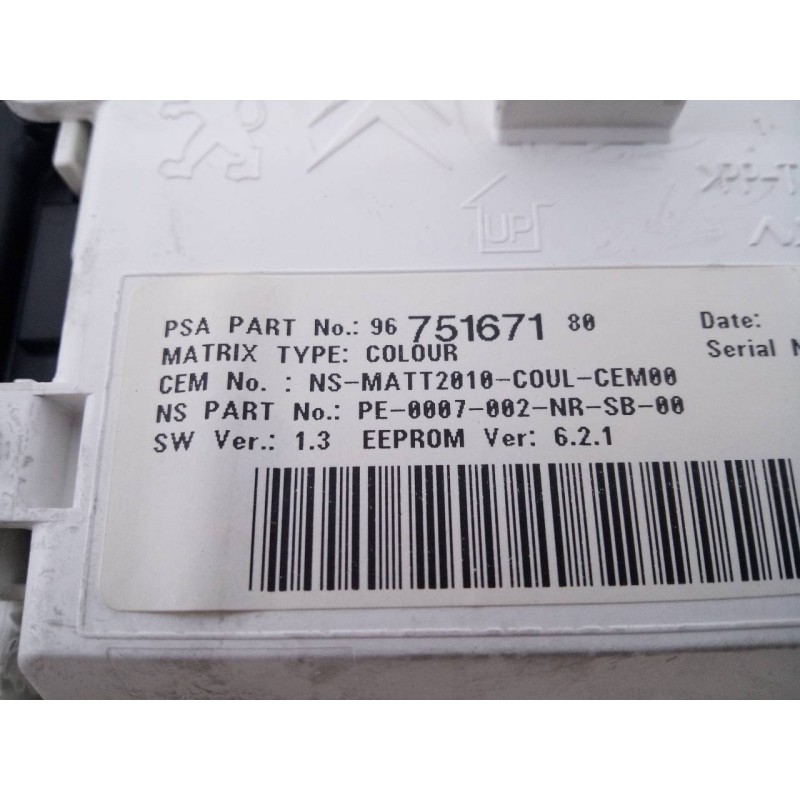 UP
PSA PART No.: 96 751671 80
MATRIX TYPE: COLOUR
CEM No. : NS-MATT2010-COUL-CEM00
NS PART No.: PE-0007-002-NR-SB-00
SW Ver.: 1.3 EEPROM Ver: 6.2.1
Date:
Serial